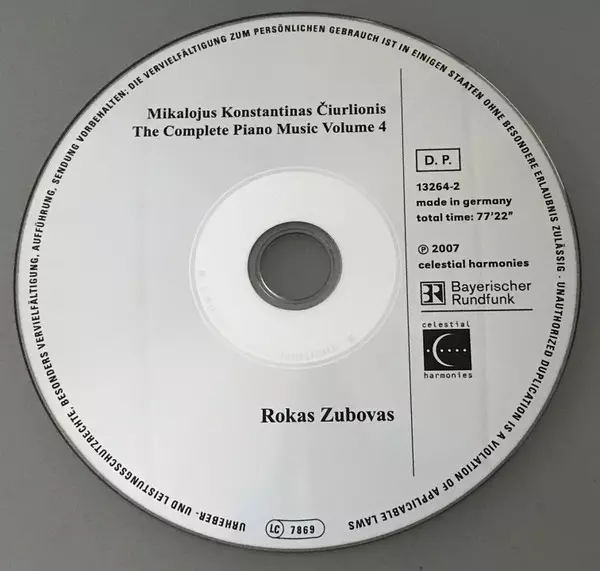 Mikalojus Konstantinas Čiurlionis
The Complete Piano Music Volume 4
D. P.
13264-2
made in germany
total time: 77'22"
℗ 2007
celestial harmonies
BR Bayerischer
Rundfunk
celestial
harmonies
Rokas Zubovas
LC 7869
URHEBER- UND LEISTUNGSSCHUTZRECHTE, BESONDERS VERVIELFÄLTIGUNG, AUFFÜHRUNG, SENDUNG VORBEHALTEN; DIE VERVIELFÄLTIGUNG ZUM PERSÖNLICHEN GEBRAUCH IST IN EINIGEN STAATEN OHNE BESONDERE ERLAUBNIS ZULÄSSIG · UNAUTHORIZED DUPLICATION IS A VIOLATION OF APPLICABLE LAWS